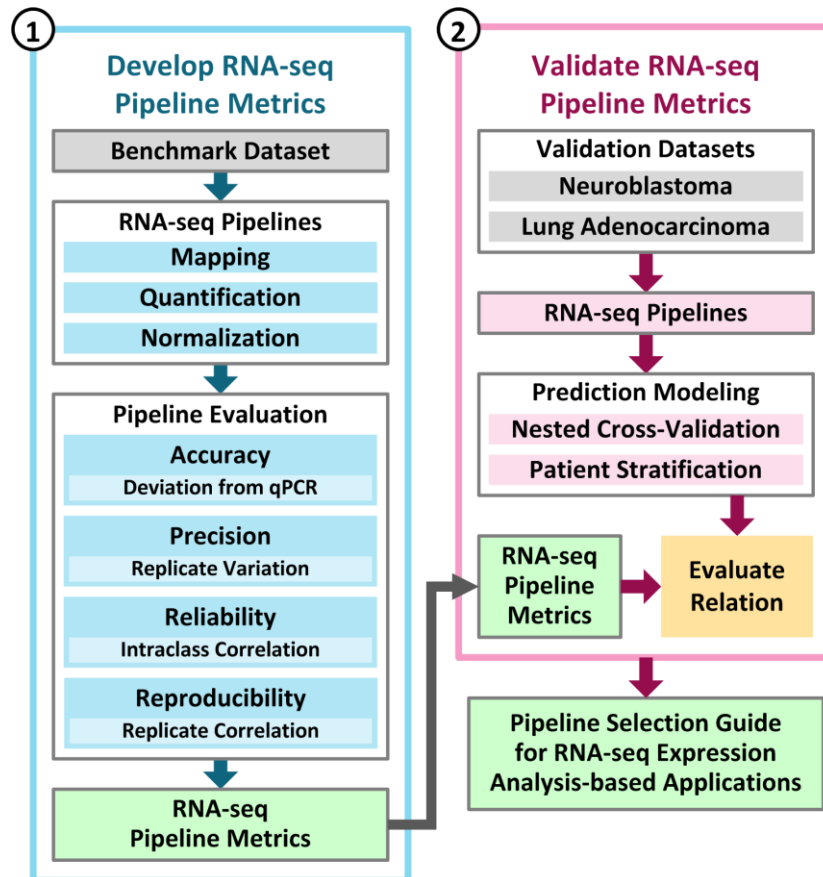 1
Develop RNA-seq
Pipeline Metrics
Benchmark Dataset
RNA-seq Pipelines
Mapping
Quantification
Normalization
Pipeline Evaluation
Accuracy
Deviation from qPCR
Precision
Replicate Variation
Reliability
Intraclass Correlation
Reproducibility
Replicate Correlation
RNA-seq
Pipeline Metrics
2
Validate RNA-seq
Pipeline Metrics
Validation Datasets
Neuroblastoma
Lung Adenocarcinoma
RNA-seq Pipelines
Prediction Modeling
Nested Cross-Validation
Patient Stratification
RNA-seq
Pipeline
Metrics
Evaluate
Relation
Pipeline Selection Guide
for RNA-seq Expression
Analysis-based Applications